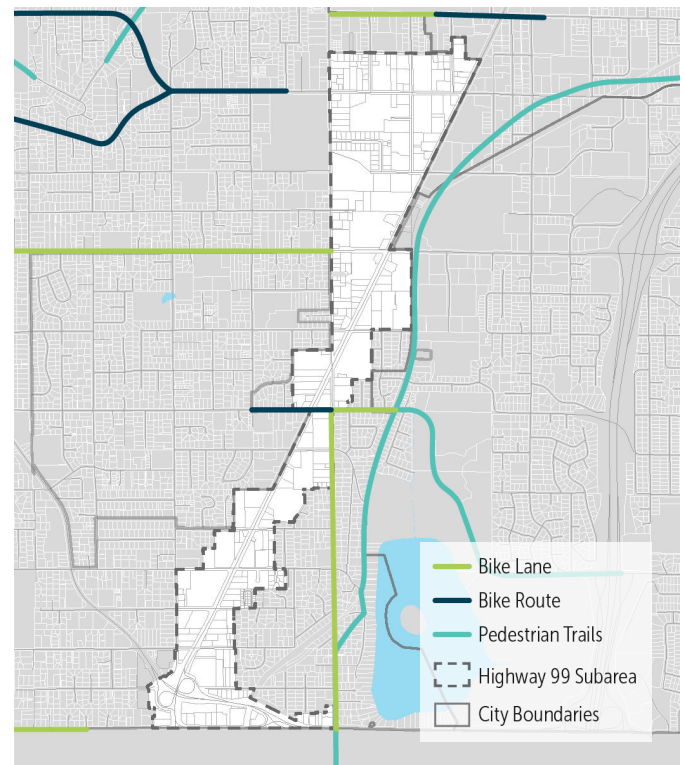 Bike Lane
Bike Route
Pedestrian Trails
Highway 99 Subarea
City Boundaries